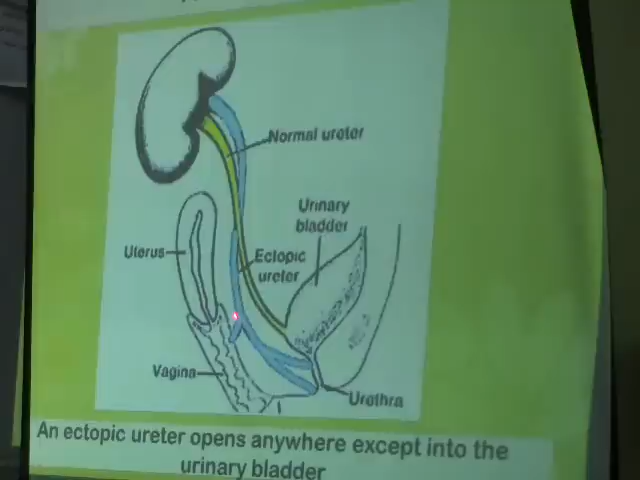 Normal ureter
Urinary
bladder
Uterus
Ectopic
ureter
Vagina
Urethra
An ectopic ureter opens anywhere except into the
urinary bladder